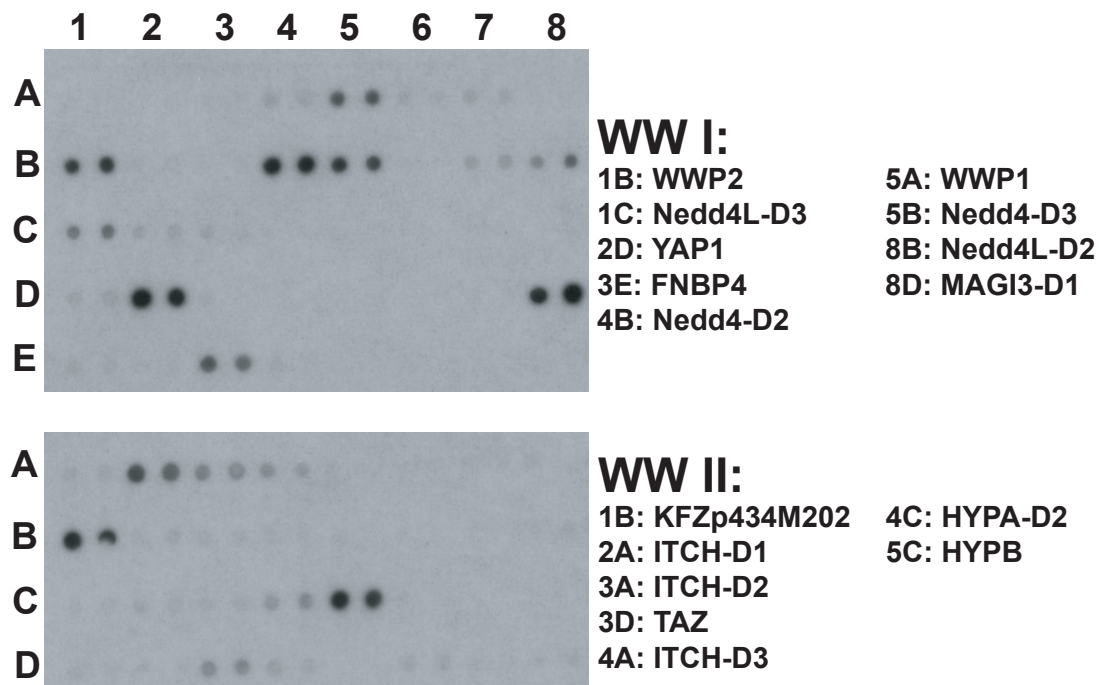 1 2 3 4 5 6 7 8
A
B
C
D
E
WW I:
1B: WWP2
1C: Nedd4L-D3
2D: YAP1
3E: FNBP4
4B: Nedd4-D2
5A: WWP1
5B: Nedd4-D3
8B: Nedd4L-D2
8D: MAGI3-D1
A
B
C
D
WW II:
1B: KFZp434M202
2A: ITCH-D1
3A: ITCH-D2
3D: TAZ
4A: ITCH-D3
4C: HYPA-D2
5C: HYPB